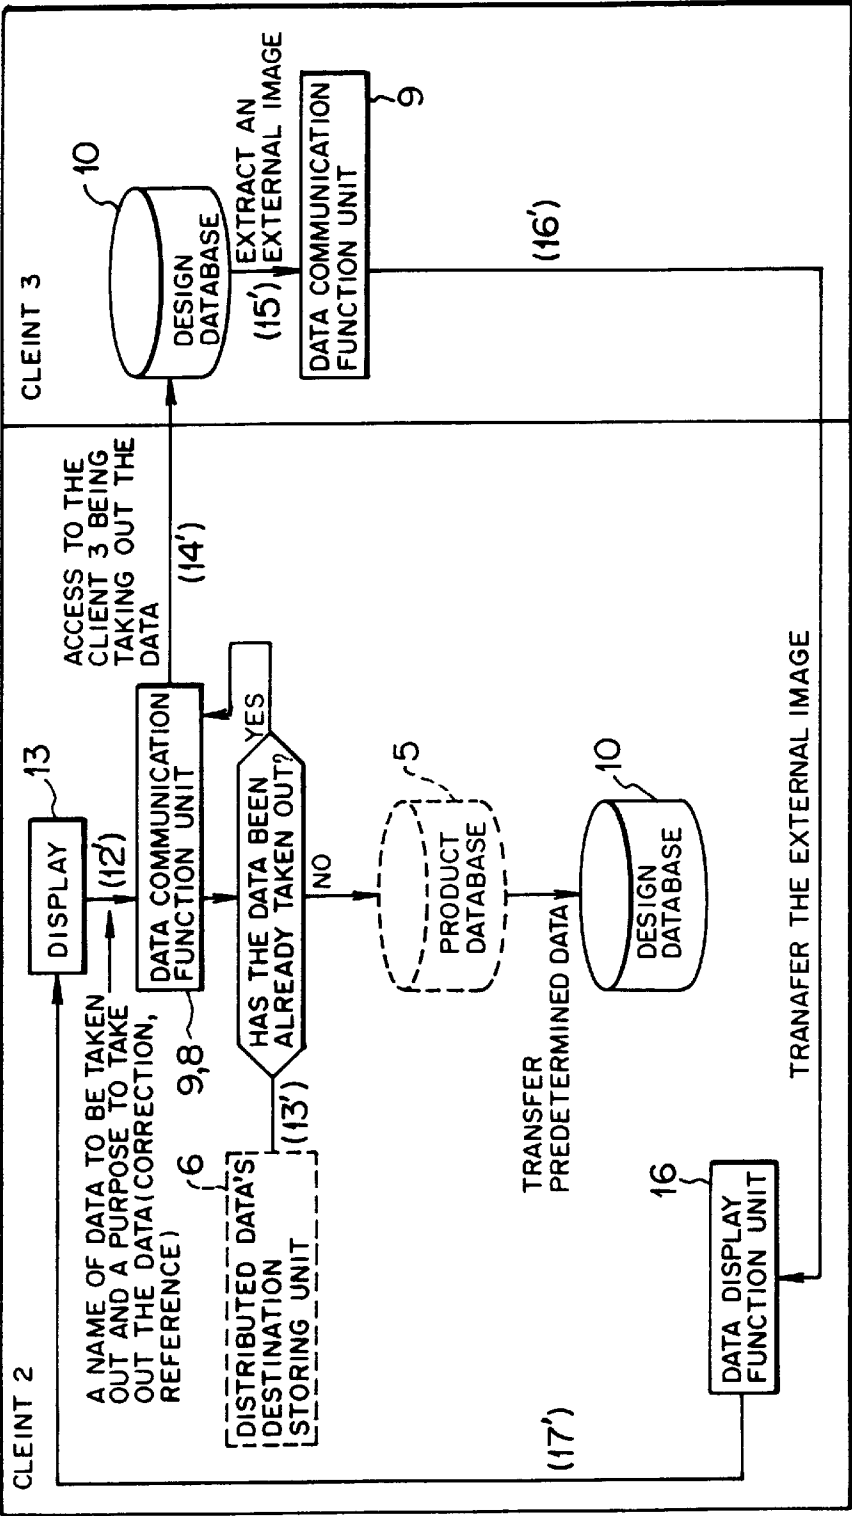 CLEINT 2
CLEINT 3
A NAME OF DATA TO BE TAKEN
OUT AND A PURPOSE TO TAKE
OUT THE DATA(CORRECTION,
REFERENCE)
DISPLAY
13
(12')
DATA COMMUNICATION
FUNCTION UNIT
9,8
ACCESS TO THE
CLIENT 3 BEING
TAKING OUT THE
DATA
(14')
10
DESIGN
DATABASE
(15')
EXTRACT AN
EXTERNAL IMAGE
DATA COMMUNICATION
FUNCTION UNIT
9
(16')
6
DISTRIBUTED DATA'S
DESTINATION
STORING UNIT
(13')
HAS THE DATA BEEN
ALREADY TAKEN OUT?
YES
NO
5
PRODUCT
DATABASE
TRANSFER
PREDETERMINED DATA
10
DESIGN
DATABASE
16
DATA DISPLAY
FUNCTION UNIT
(17')
TRANAFER THE EXTERNAL IMAGE